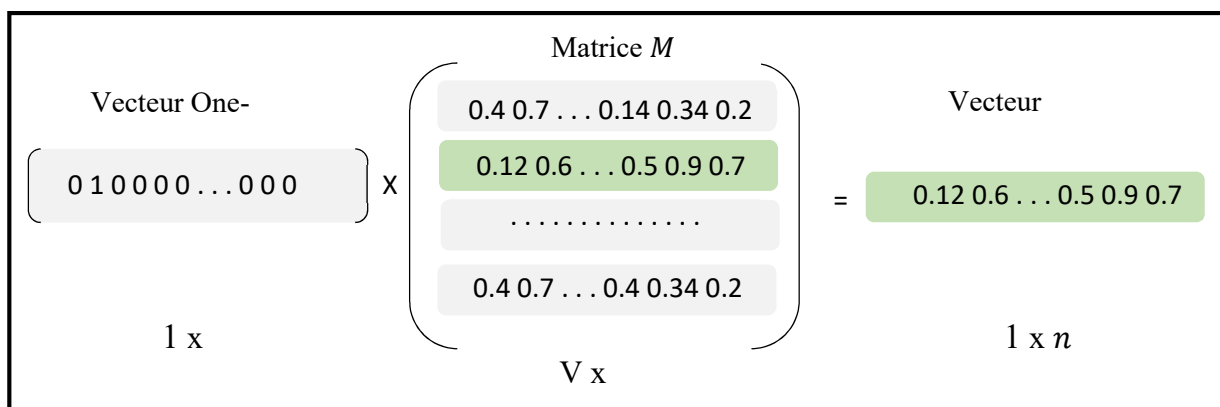 Matrice M
Vecteur One-
Vecteur
0.4 0.7 . . . 0.14 0.34 0.2
0 1 0 0 0 0 . . . 0 0 0
X
0.12 0.6 . . . 0.5 0.9 0.7
=
0.12 0.6 . . . 0.5 0.9 0.7
. . . . . . . . . . . . . .
0.4 0.7 . . . 0.4 0.34 0.2
1 x
1 x n
V x